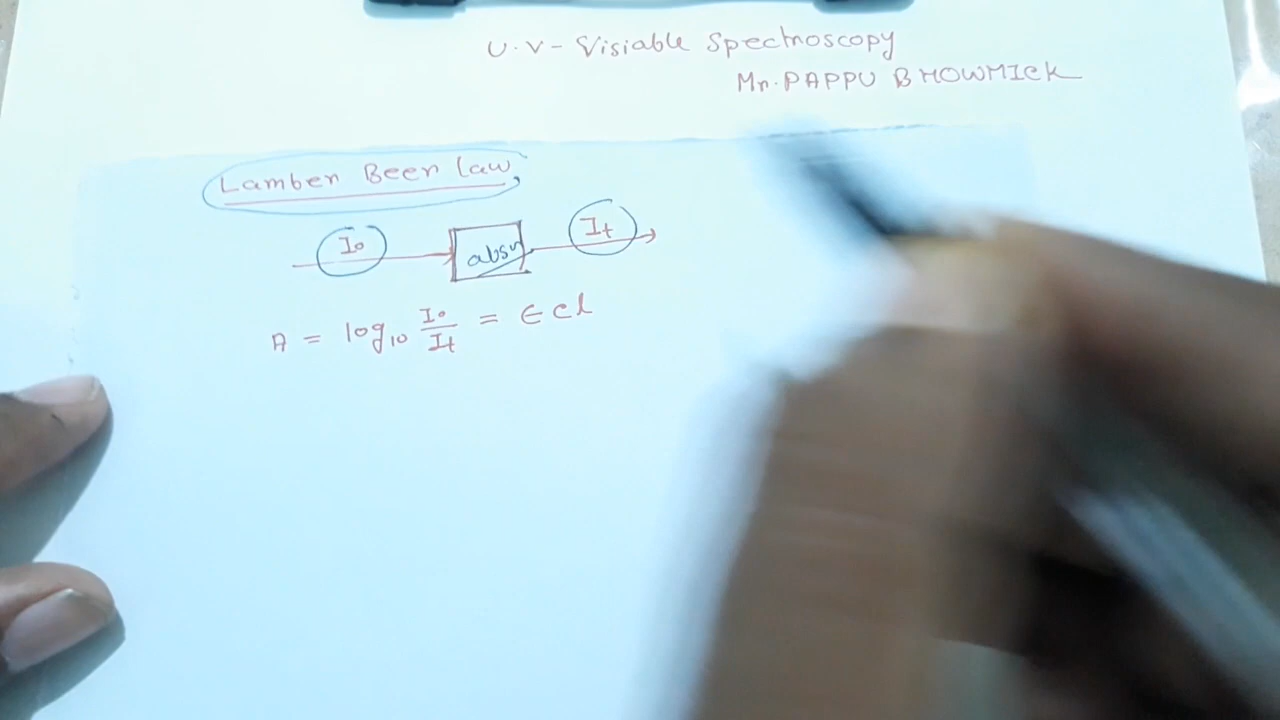 U.V- Visiable Spectroscopy
Mr. PAPPU BHOWMICK
Lamber Beer Law
I₀ absⁿ Iₜ
A = log₁₀ I₀/Iₜ = ϵcl